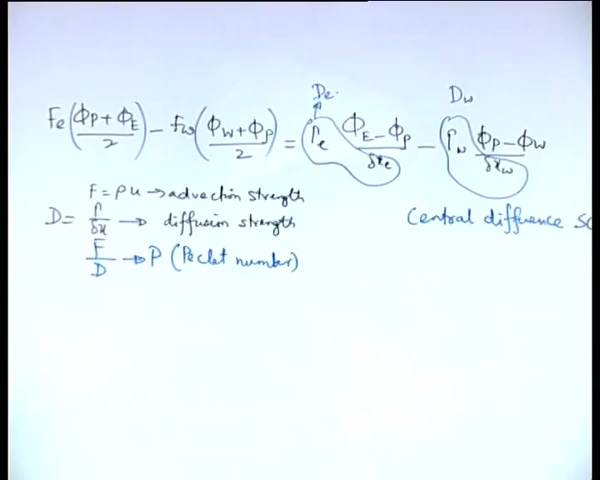 De. Dw
Fe(ΦP + ΦE / 2) − Fw(ΦW + ΦP / 2) = Γe (ΦE − ΦP) / δxe − Γw (ΦP − ΦW) / δxw
F = ρu → advection strength
D = Γ/δx → diffusion strength Central difference SC
F/D → P (Peclet number)